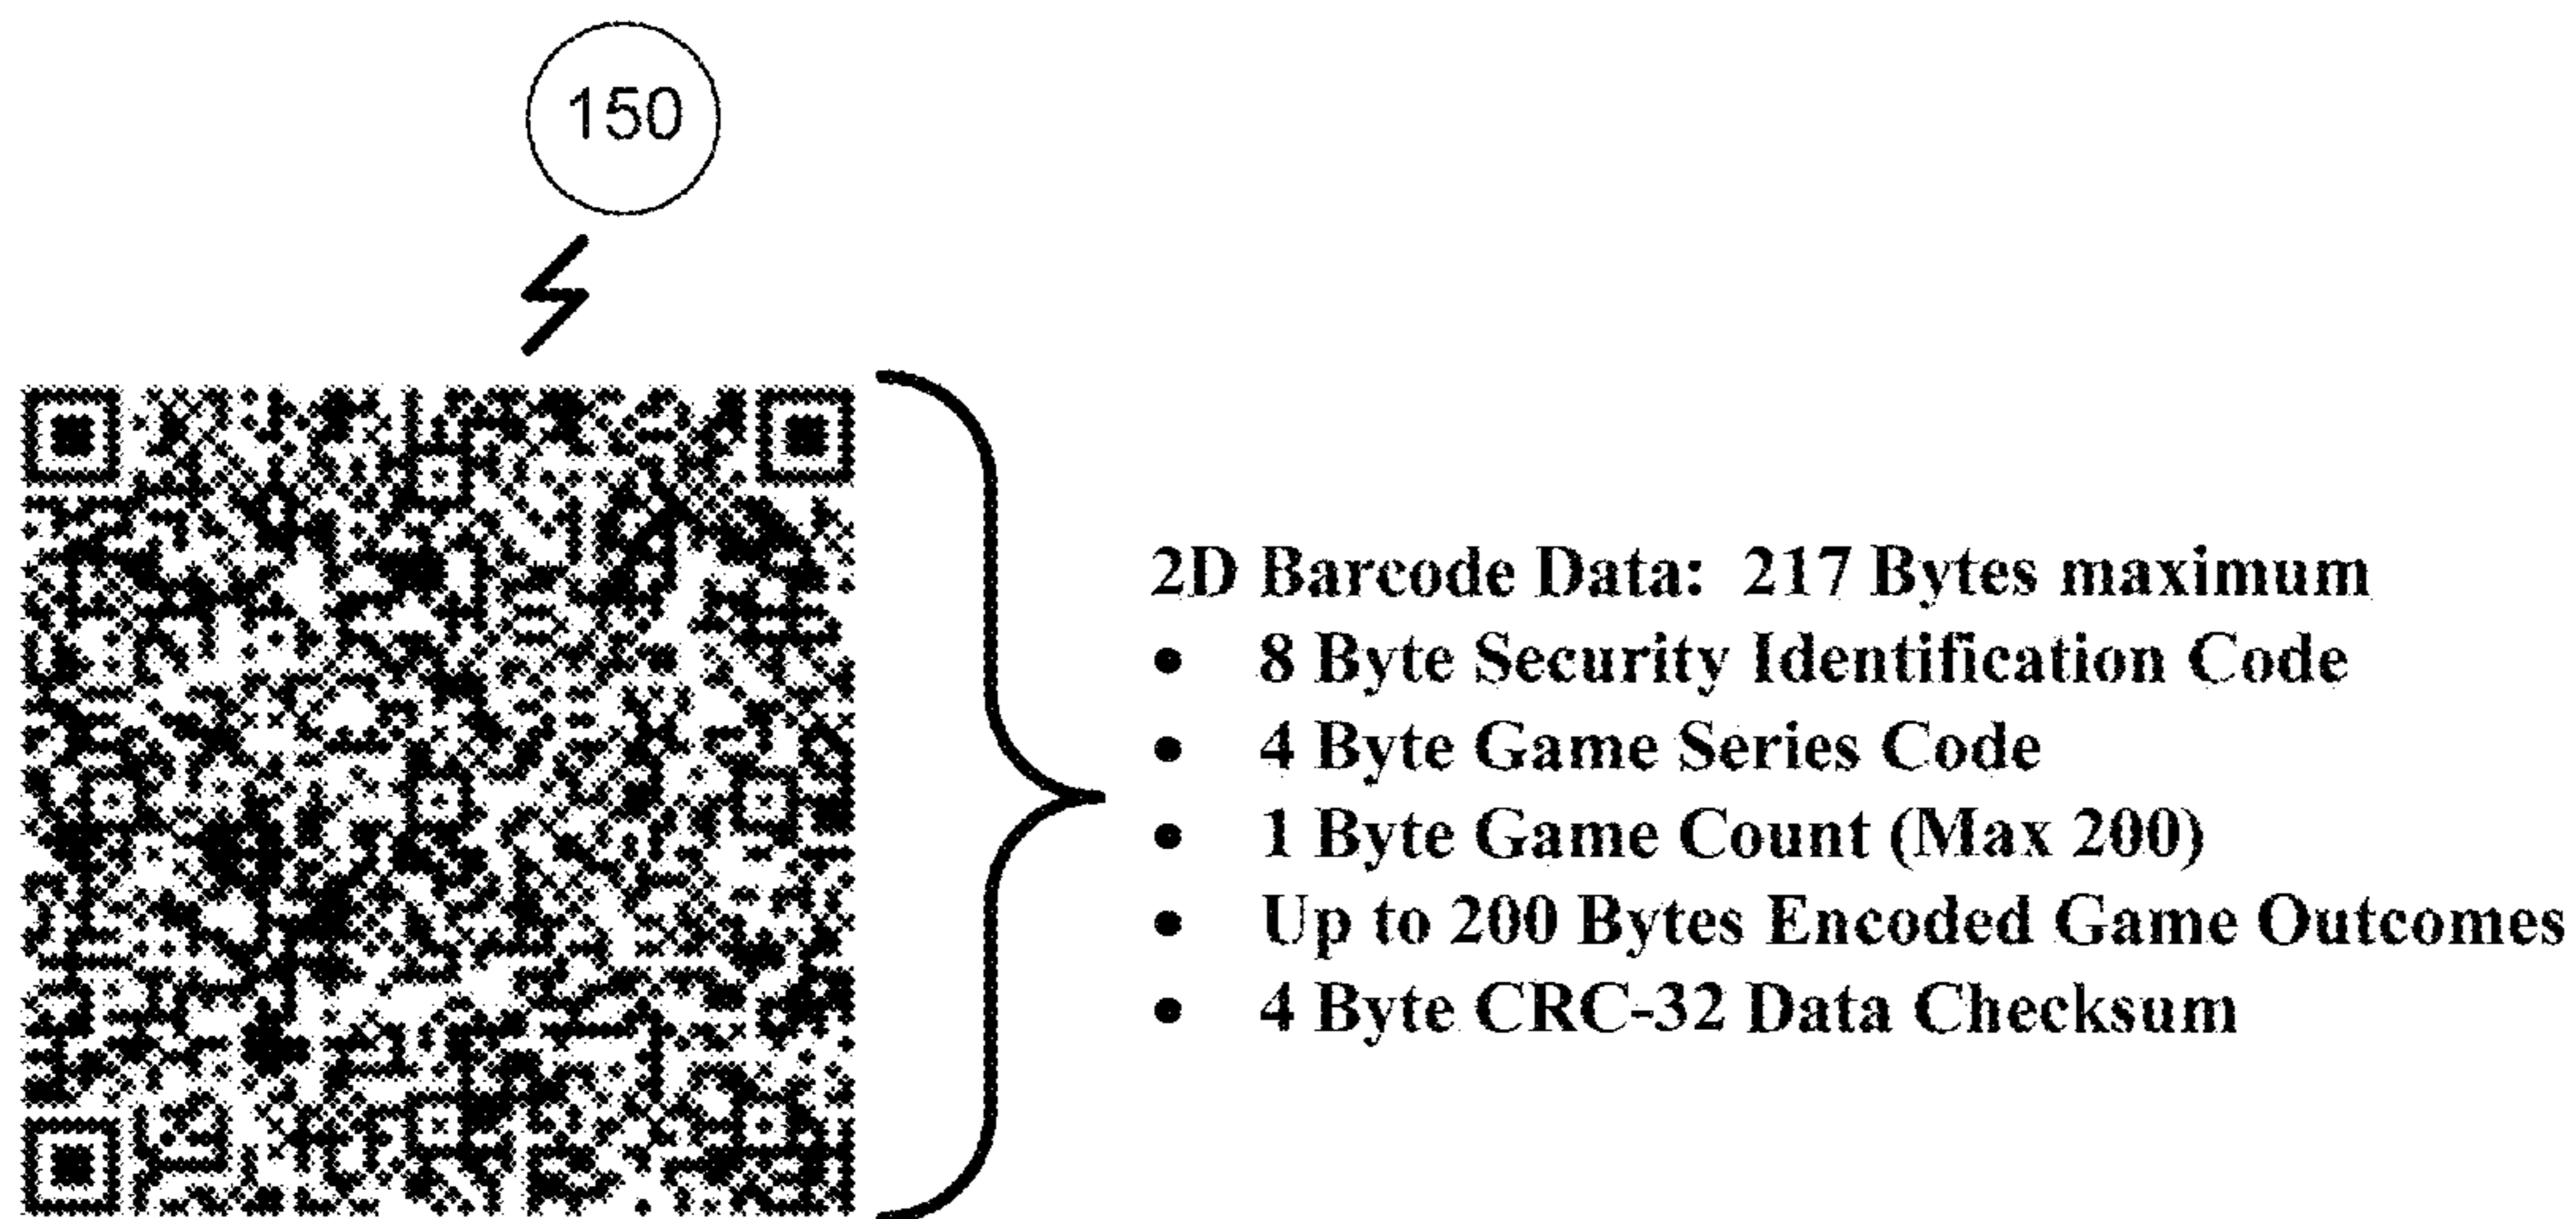 150
2D Barcode Data: 217 Bytes maximum
• 8 Byte Security Identification Code
• 4 Byte Game Series Code
• 1 Byte Game Count (Max 200)
• Up to 200 Bytes Encoded Game Outcomes
• 4 Byte CRC-32 Data Checksum